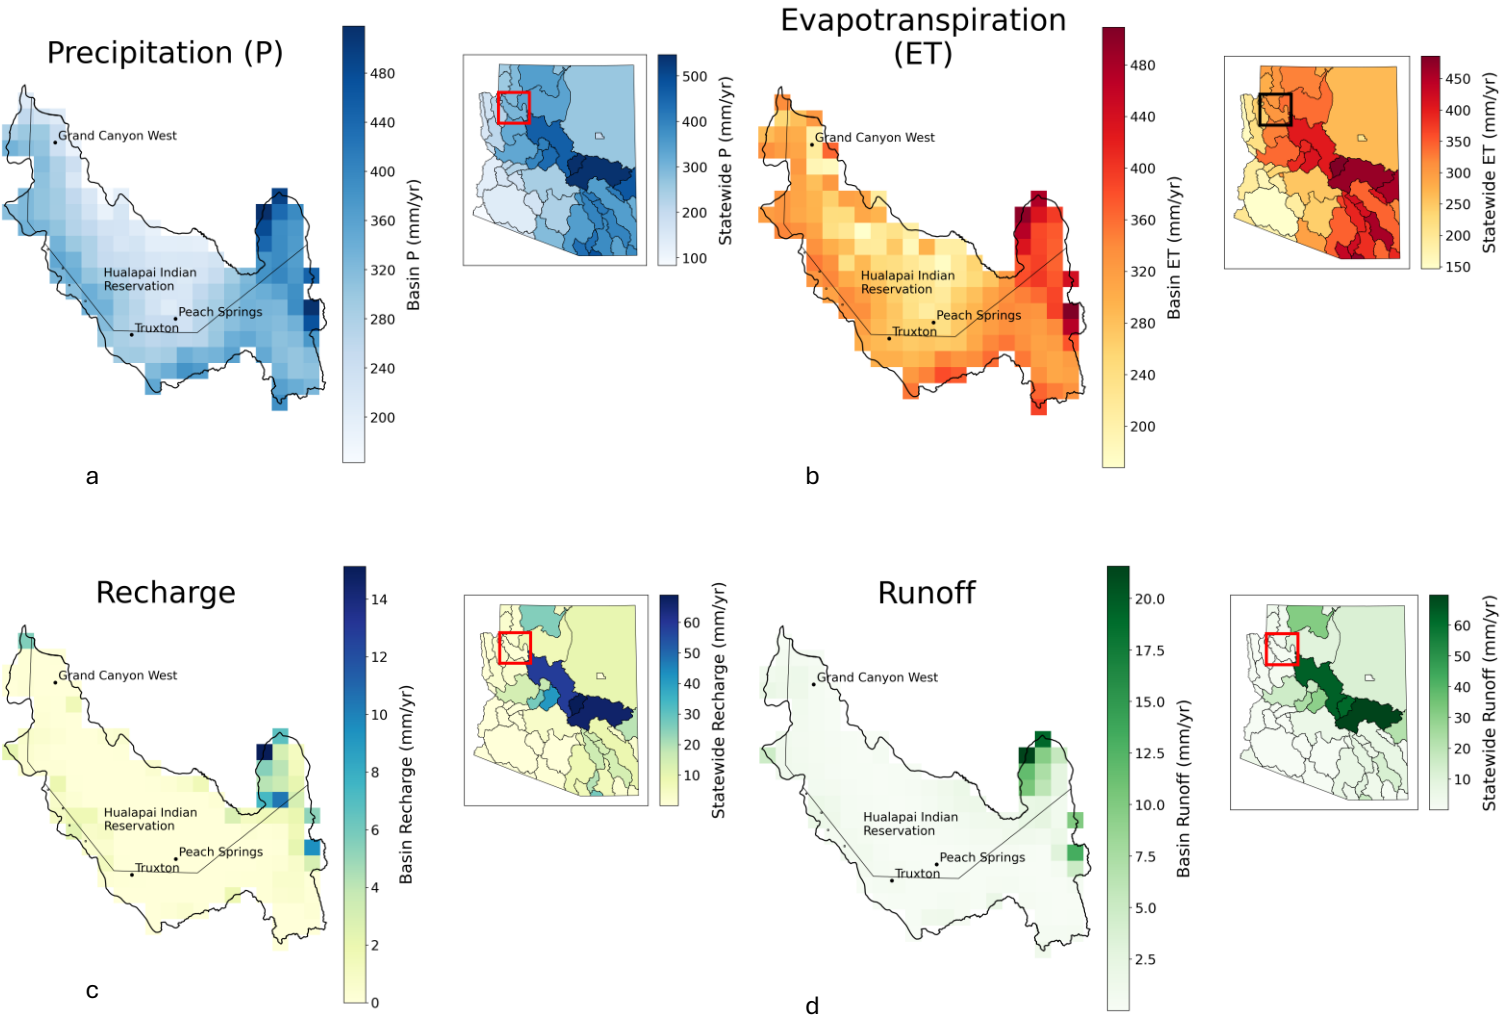 Precipitation (P)
480
440
400
360
320
280
240
200
Basin P (mm/yr)
Grand Canyon West
Hualapai Indian
Reservation
Peach Springs
Truxton
500
400
300
200
100
Statewide P (mm/yr)
a
Evapotranspiration
(ET)
480
440
400
360
320
280
240
200
Basin ET (mm/yr)
Grand Canyon West
Hualapai Indian
Reservation
Peach Springs
Truxton
450
400
350
300
250
200
150
Statewide ET (mm/yr)
b
Recharge
14
12
10
8
6
4
2
0
Basin Recharge (mm/yr)
Grand Canyon West
Hualapai Indian
Reservation
Peach Springs
Truxton
60
50
40
30
20
10
Statewide Recharge (mm/yr)
c
Runoff
20.0
17.5
15.0
12.5
10.0
7.5
5.0
2.5
Basin Runoff (mm/yr)
Grand Canyon West
Hualapai Indian
Reservation
Peach Springs
Truxton
60
50
40
30
20
10
Statewide Runoff (mm/yr)
d